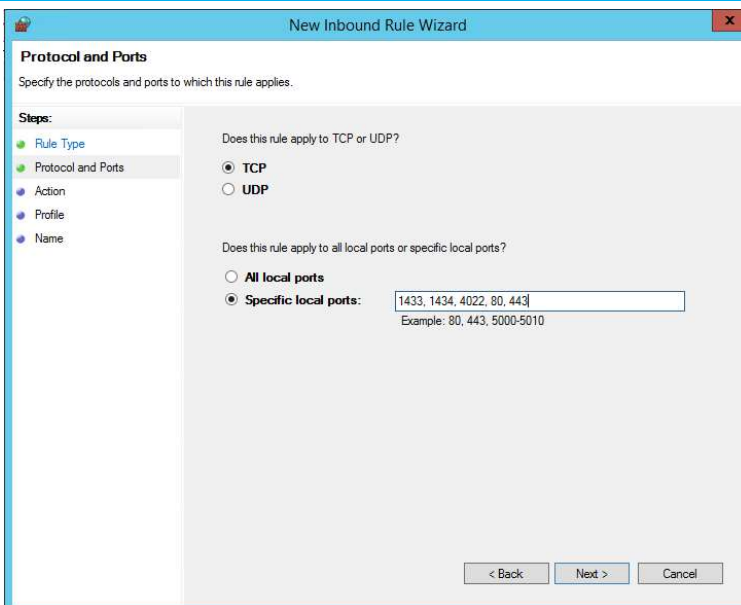 New Inbound Rule Wizard
x
Protocol and Ports
Specify the protocols and ports to which this rule applies.
Steps:
Rule Type
Protocol and Ports
Action
Profile
Name
Does this rule apply to TCP or UDP?
TCP
UDP
Does this rule apply to all local ports or specific local ports?
All local ports
Specific local ports:
1433, 1434, 4022, 80, 443
Example: 80, 443, 5000-5010
< Back
Next >
Cancel